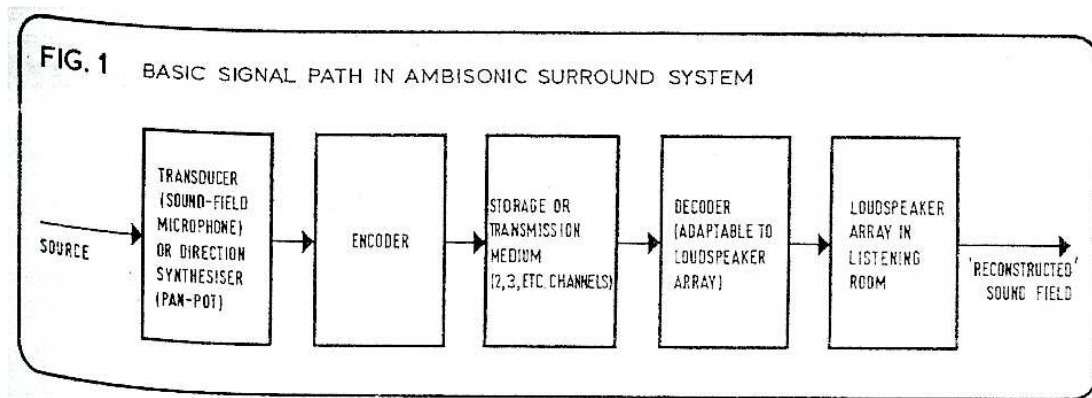 FIG. 1
BASIC SIGNAL PATH IN AMBISONIC SURROUND SYSTEM
SOURCE
TRANSDUCER
(SOUND-FIELD
MICROPHONE)
OR DIRECTION
SYNTHESISER
(PAN-POT)
ENCODER
STORAGE OR
TRANSMISSION
MEDIUM
(2,3,ETC. CHANNELS)
DECODER
(ADAPTABLE TO
LOUDSPEAKER
ARRAY)
LOUDSPEAKER
ARRAY IN
LISTENING
ROOM
'RECONSTRUCTED'
SOUND FIELD